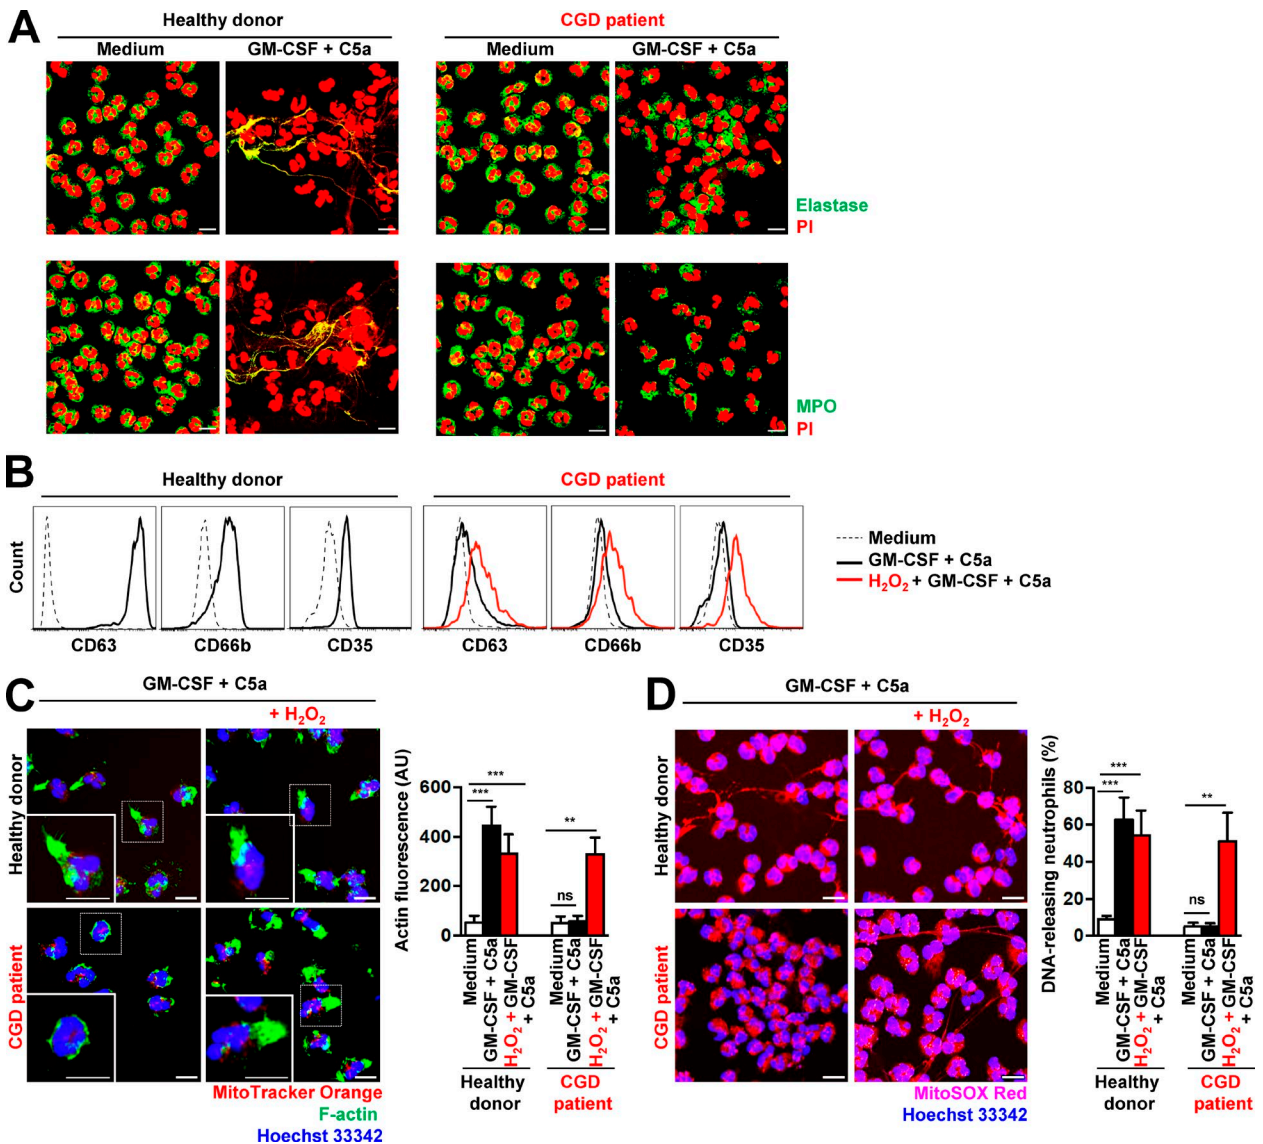 A
Healthy donor
CGD patient
Medium
GM-CSF + C5a
Medium
GM-CSF + C5a
Elastase
PI
MPO
PI
B
Healthy donor
CGD patient
Count
CD63
CD66b
CD35
CD63
CD66b
CD35
Medium
GM-CSF + C5a
H₂O₂ + GM-CSF + C5a
C
GM-CSF + C5a
+ H₂O₂
Healthy donor
CGD patient
MitoTracker Orange
F-actin
Hoechst 33342
Actin fluorescence (AU)
600
400
200
0
***
***
**
ns
Medium
GM-CSF + C5a
H₂O₂ + GM-CSF
+ C5a
Medium
GM-CSF + C5a
H₂O₂ + GM-CSF
+ C5a
Healthy
donor
CGD
patient
D
GM-CSF + C5a
+ H₂O₂
Healthy donor
CGD patient
MitoSOX Red
Hoechst 33342
DNA-releasing neutrophils (%)
80
60
40
20
0
***
***
**
ns
Medium
GM-CSF + C5a
H₂O₂ + GM-CSF
+ C5a
Medium
GM-CSF + C5a
H₂O₂ + GM-CSF
+ C5a
Healthy
donor
CGD
patient